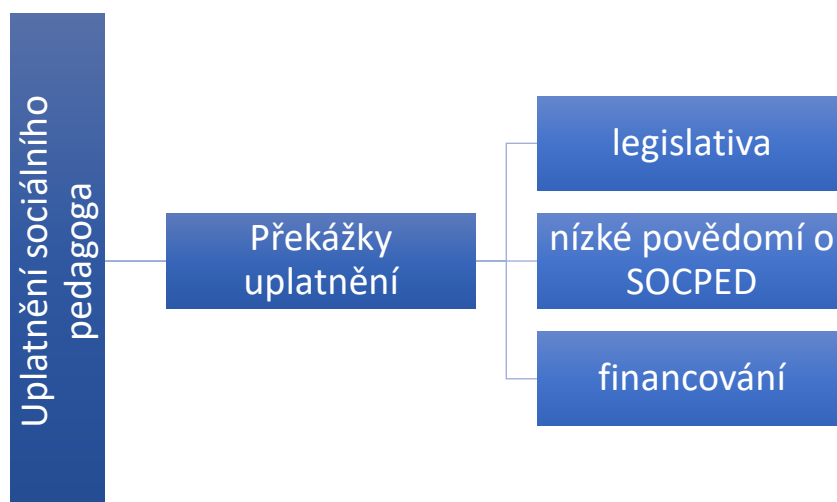 Uplatnění sociálního
pedagoga
Překážky
uplatnění
legislativa
nízké povědomí o
SOCPED
financování